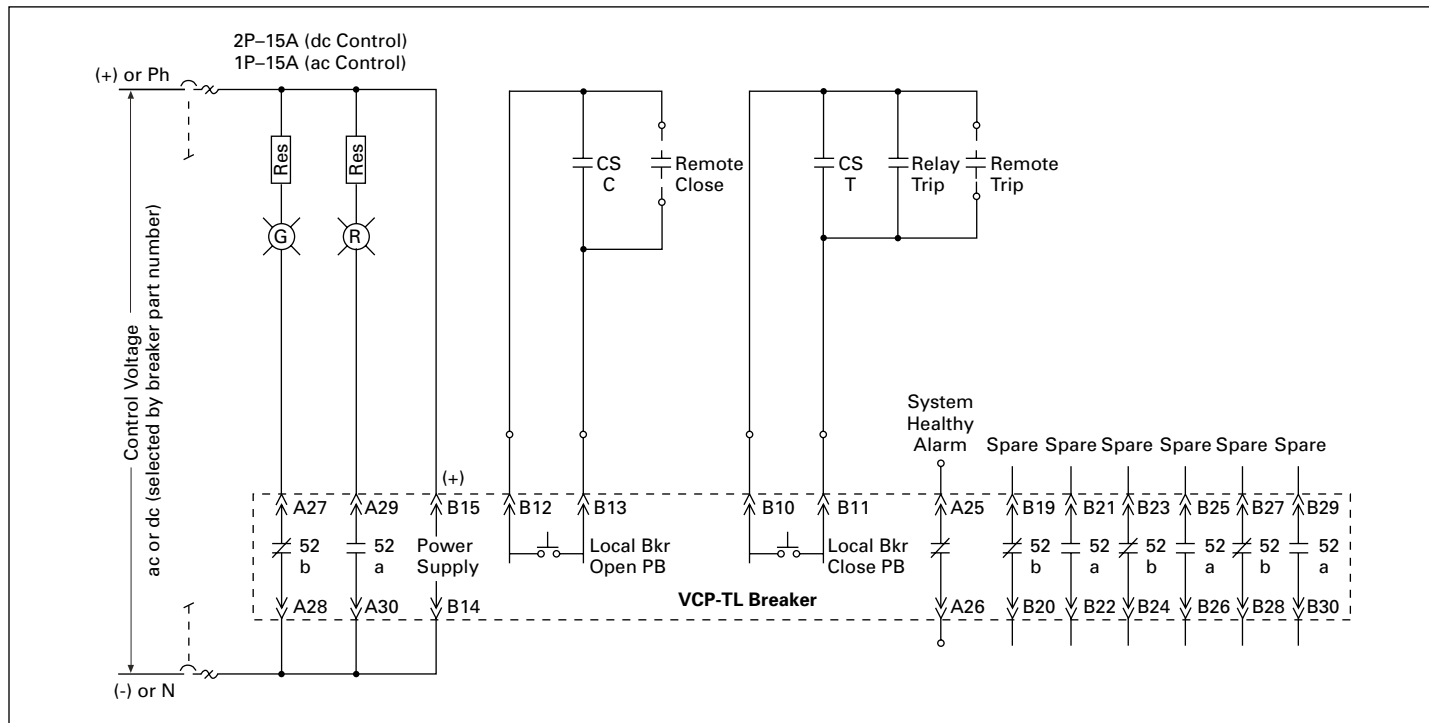 2P–15A (dc Control)
1P–15A (ac Control)
(+) or Ph
Control Voltage
ac or dc (selected by breaker part number)
(-) or N
Res
Res
G
R
CS
C
Remote
Close
CS
T
Relay
Trip
Remote
Trip
System
Healthy
Alarm
Spare
Spare
Spare
Spare
Spare
Spare
(+)
A27
A29
B15
B12
B13
B10
B11
A25
B19
B21
B23
B25
B27
B29
52
b
52
a
Power
Supply
Local Bkr
Open PB
Local Bkr
Close PB
52
b
52
a
52
b
52
a
52
b
52
a
A28
A30
B14
VCP-TL Breaker
A26
B20
B22
B24
B26
B28
B30